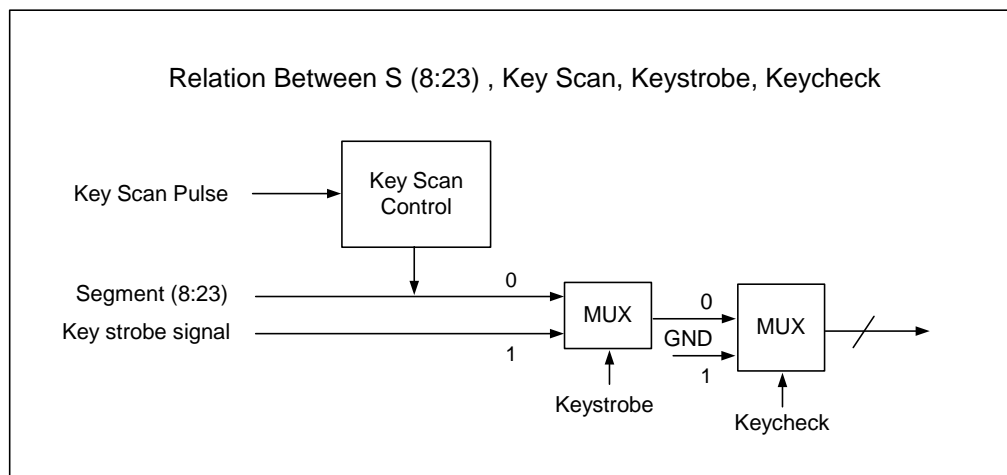 Relation Between S (8:23) , Key Scan, Keystrobe, Keycheck
Key Scan Pulse
Key Scan
Control
Segment (8:23)
0
Key strobe signal
1
MUX
Keystrobe
0
GND
1
MUX
Keycheck